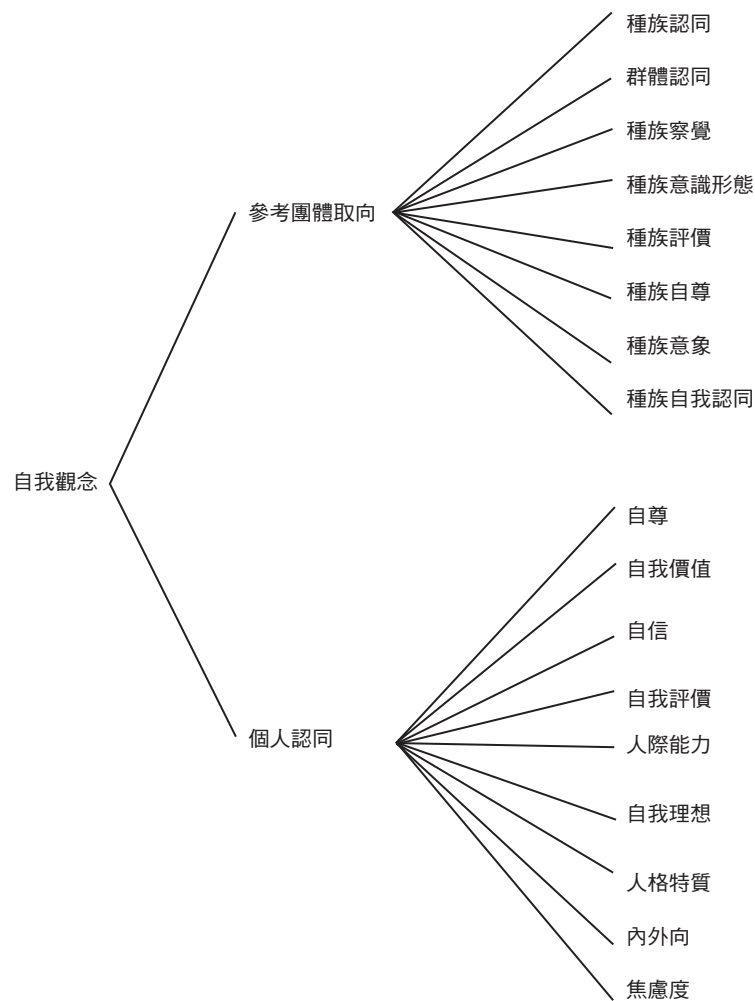 種族認同
群體認同
種族察覺
種族意識形態
參考團體取向
種族評價
種族自尊
種族意象
種族自我認同
自我觀念
自尊
自我價值
自信
自我評價
個人認同
人際能力
自我理想
人格特質
內外向
焦慮度